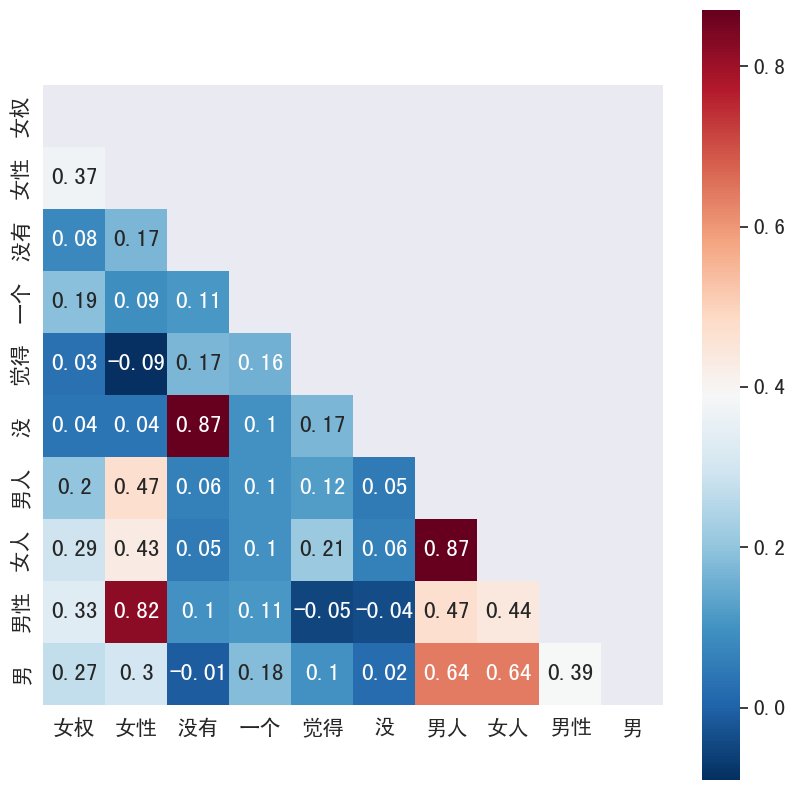 0.8
女权
女性 0.37
没有 0.08 0.17
0.6
一个 0.19 0.09 0.11
觉得 0.03 -0.09 0.17 0.16
0.4
没 0.04 0.04 0.87 0.1 0.17
男人 0.2 0.47 0.06 0.1 0.12 0.05
女人 0.29 0.43 0.05 0.1 0.21 0.06 0.87
0.2
男性 0.33 0.82 0.1 0.11 -0.05 -0.04 0.47 0.44
男 0.27 0.3 -0.01 0.18 0.1 0.02 0.64 0.64 0.39
0.0
女权 女性 没有 一个 觉得 没 男人 女人 男性 男